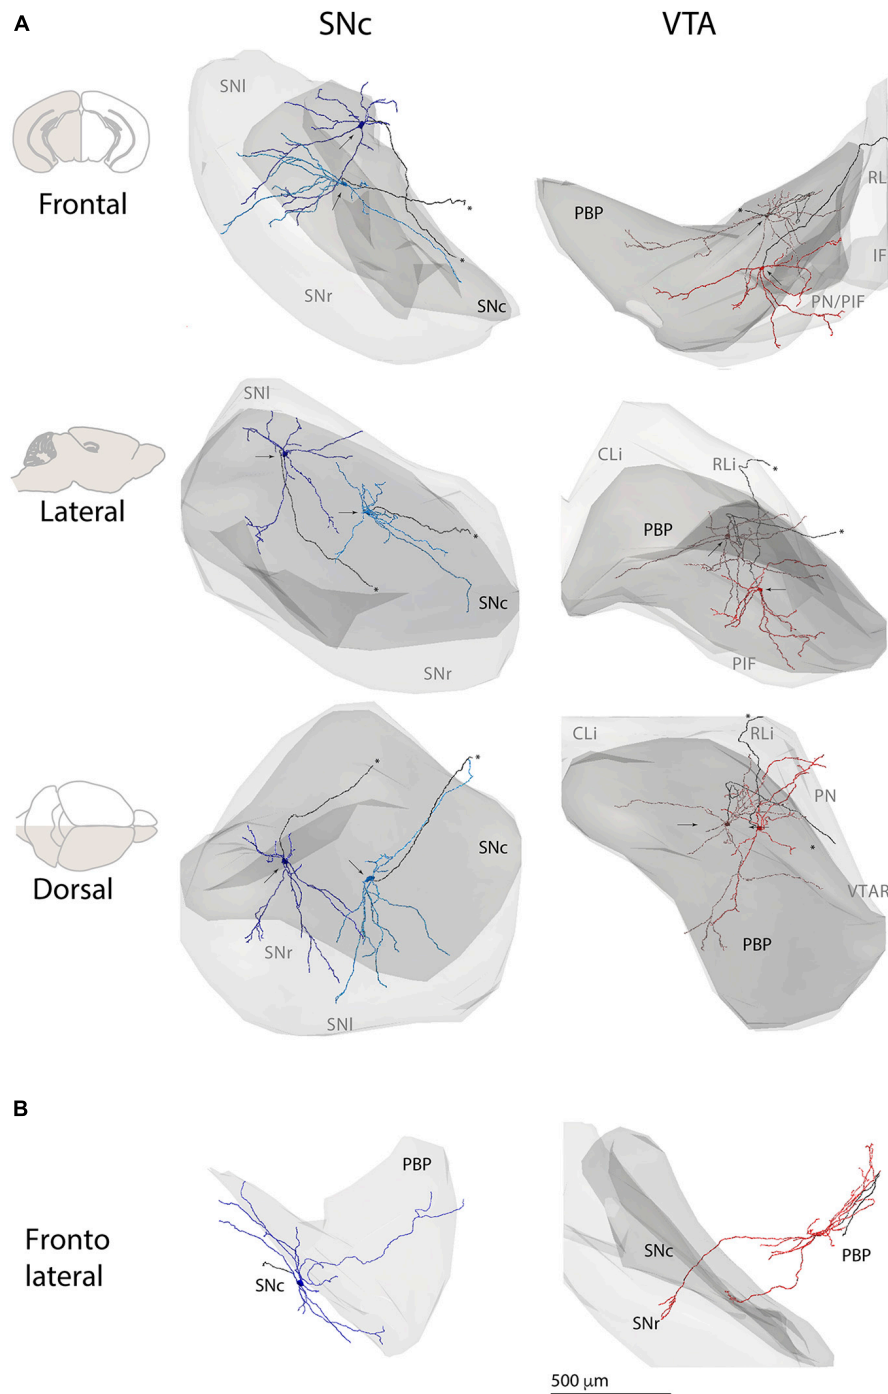 A
SNc
VTA
SNl
SNr
SNc
Frontal
PBP
RL
IF
PN/PIF
*
*
*
SNl
SNc
SNr
Lateral
CLi
RLi
PBP
PIF
*
*
*
*
SNc
SNr
SNl
Dorsal
CLi
RLi
PN
VTAR
PBP
*
*
*
*
B
PBP
SNc
Fronto
lateral
SNc
SNr
PBP
500 µm